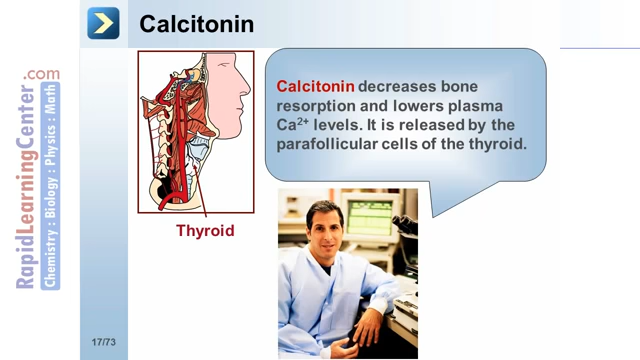 Calcitonin
RapidLearningCenter.com
Chemistry : Biology : Physics : Math
Calcitonin decreases bone
resorption and lowers plasma
Ca²⁺ levels. It is released by the
parafollicular cells of the thyroid.
Thyroid
17/73